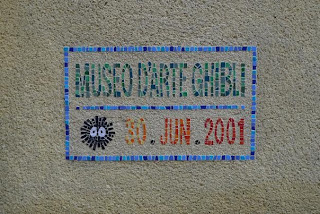 MUSEO D'ARTE GHIBLI
30. JUN. 2001